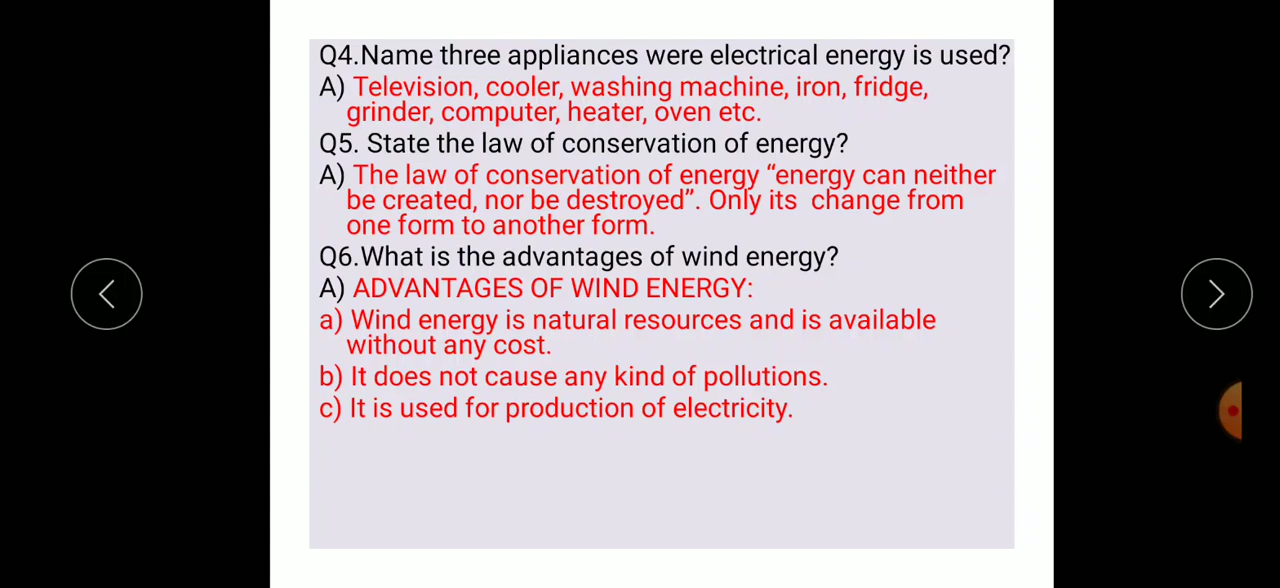 Q4.Name three appliances were electrical energy is used?
A) Television, cooler, washing machine, iron, fridge,
grinder, computer, heater, oven etc.
Q5. State the law of conservation of energy?
A) The law of conservation of energy “energy can neither
be created, nor be destroyed”. Only its  change from
one form to another form.
Q6.What is the advantages of wind energy?
A) ADVANTAGES OF WIND ENERGY:
a) Wind energy is natural resources and is available
without any cost.
b) It does not cause any kind of pollutions.
c) It is used for production of electricity.